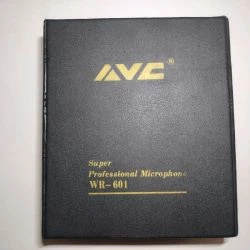 AVC®
Super
Professional Microphone
WR-601